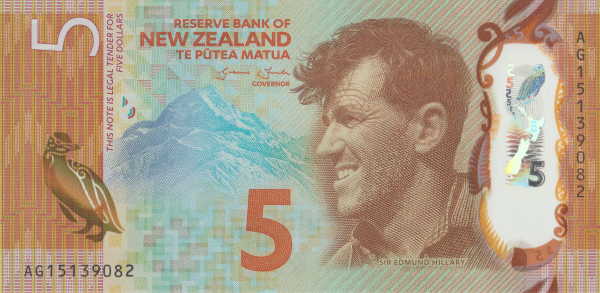 5
THIS NOTE IS LEGAL TENDER FOR
FIVE DOLLARS
RESERVE BANK OF
NEW ZEALAND
TE PŪTEA MATUA
GOVERNOR
5
SIR EDMUND HILLARY
AG15139082
AG15139082
5